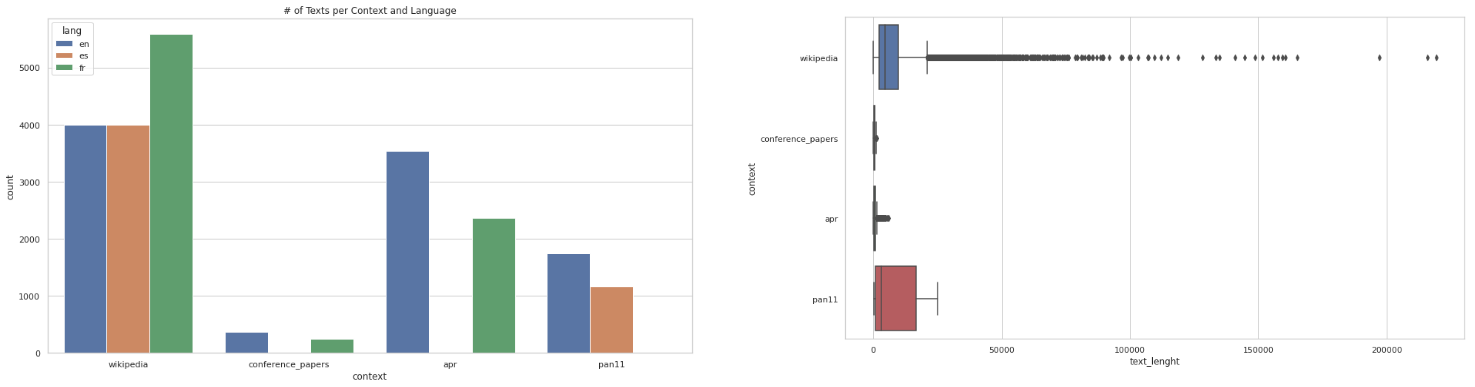 # of Texts per Context and Language
lang
en
es
fr
5000
4000
3000
2000
1000
0
count
wikipedia
conference_papers
apr
pan11
context
wikipedia
conference_papers
apr
pan11
context
0
50000
100000
150000
200000
text_lenght